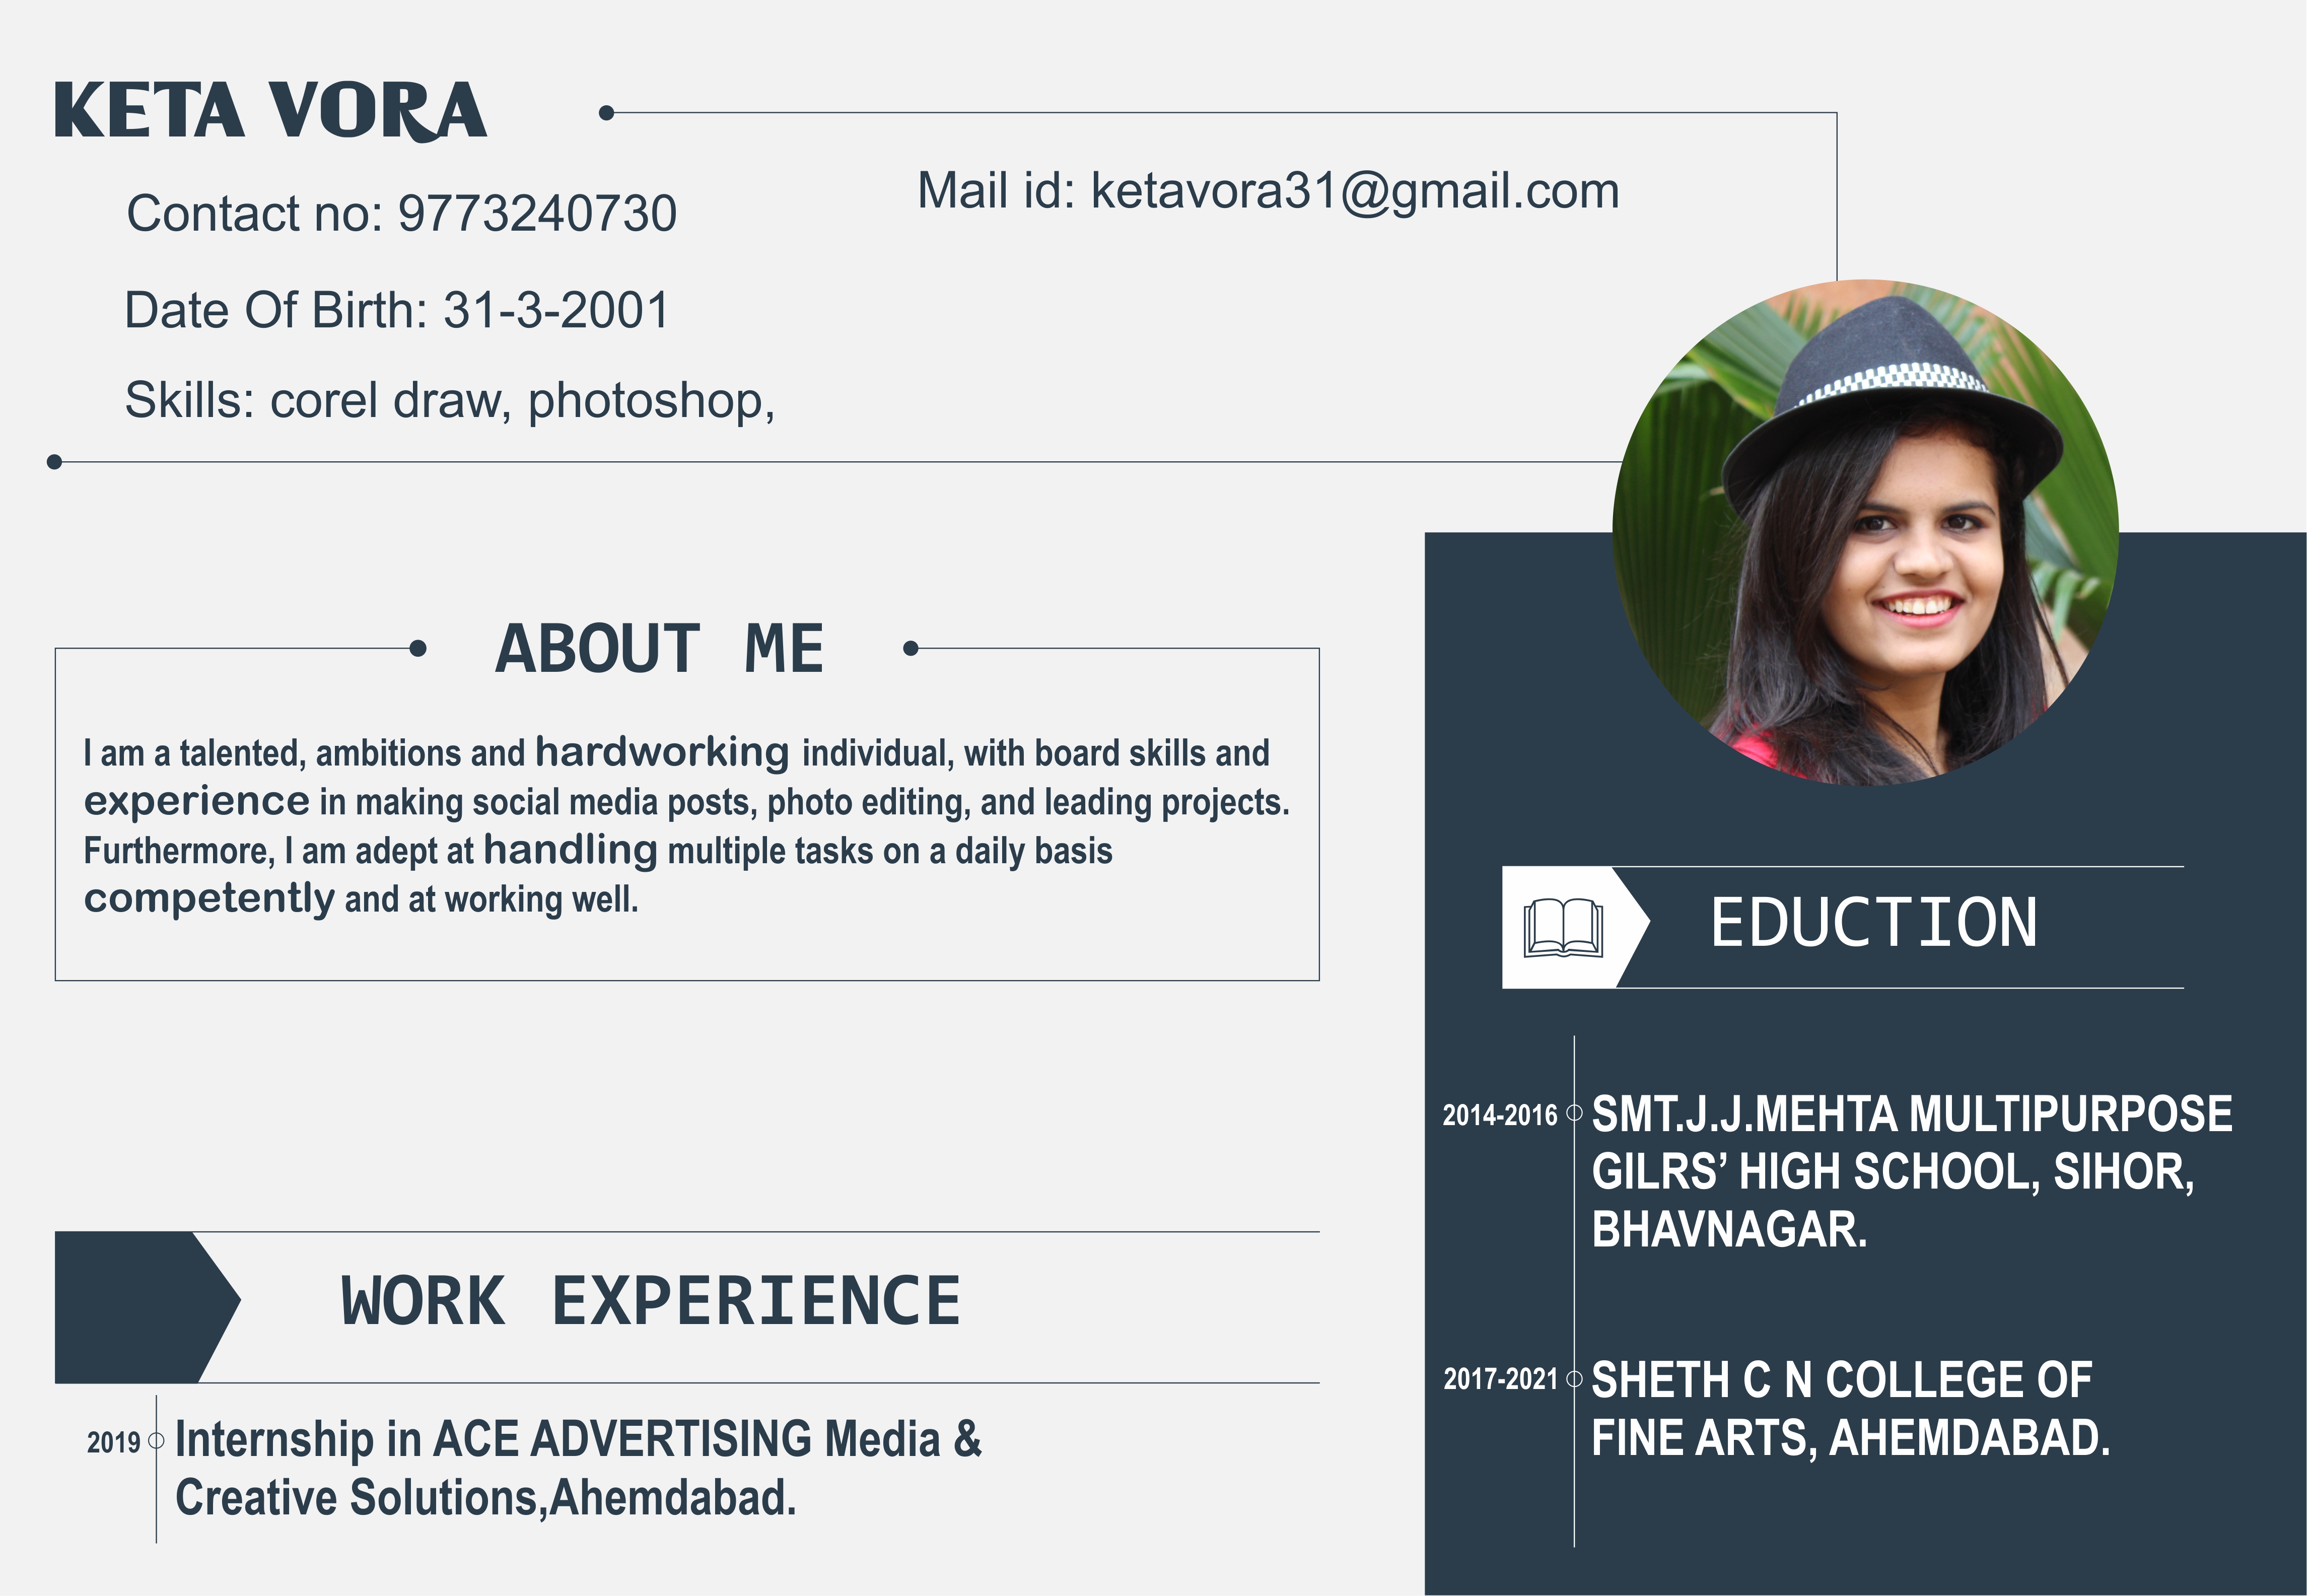 KETA VORA
Contact no: 9773240730
Mail id: ketavora31@gmail.com
Date Of Birth: 31-3-2001
Skills: corel draw, photoshop,
ABOUT ME
I am a talented, ambitions and hardworking individual, with board skills and
experience in making social media posts, photo editing, and leading projects.
Furthermore, I am adept at handling multiple tasks on a daily basis
competently and at working well.
WORK EXPERIENCE
2019 Internship in ACE ADVERTISING Media &
Creative Solutions,Ahemdabad.
EDUCTION
2014-2016 SMT.J.J.MEHTA MULTIPURPOSE
GILRS’ HIGH SCHOOL, SIHOR,
BHAVNAGAR.
2017-2021 SHETH C N COLLEGE OF
FINE ARTS, AHEMDABAD.